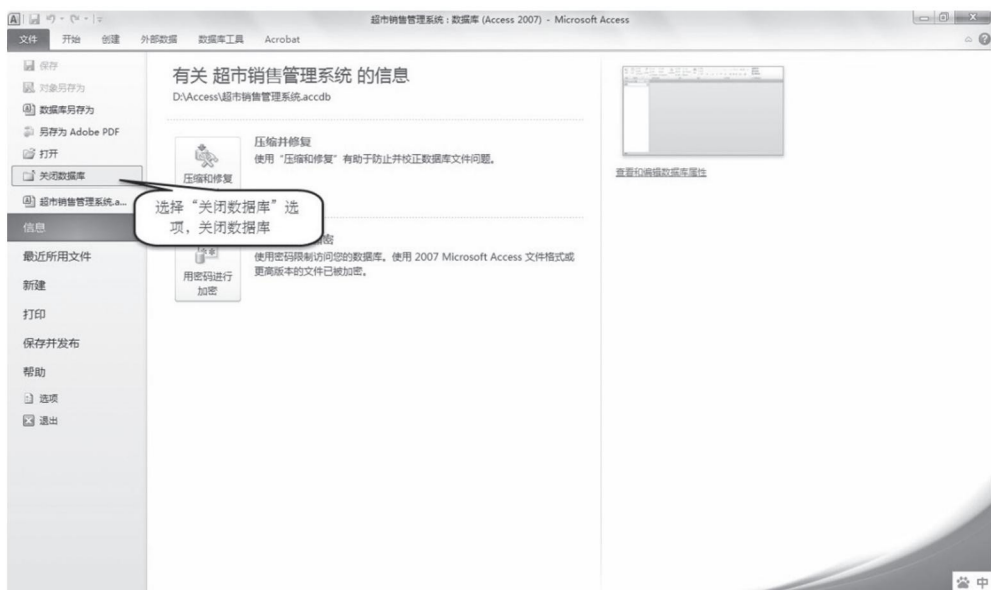 超市销售管理系统 : 数据库 (Access 2007) - Microsoft Access
文件 开始 创建 外部数据 数据库工具 Acrobat
保存
对象另存为
数据库另存为
另存为 Adobe PDF
打开
关闭数据库
超市销售管理系统.a...
信息
最近所用文件
新建
打印
保存并发布
帮助
选项
退出
有关 超市销售管理系统 的信息
D:\Access\超市销售管理系统.accdb
压缩和修复
压缩并修复
使用“压缩和修复”有助于防止并校正数据库文件问题。
选择“关闭数据库”选
项，关闭数据库
用密码进行
加密
密
使用密码限制访问您的数据库。使用 2007 Microsoft Access 文件格式或
更高版本的文件已被加密。
查看和编辑数据库属性
中